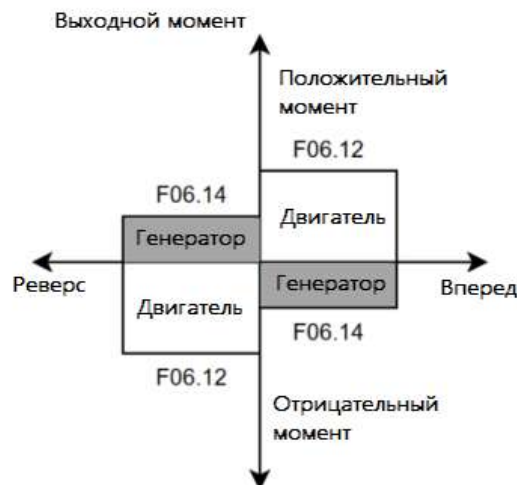 Выходной момент
Положительный
момент
F06.12
F06.14
Двигатель
Генератор
Реверс
Генератор
Вперед
Двигатель
F06.14
F06.12
Отрицательный
момент